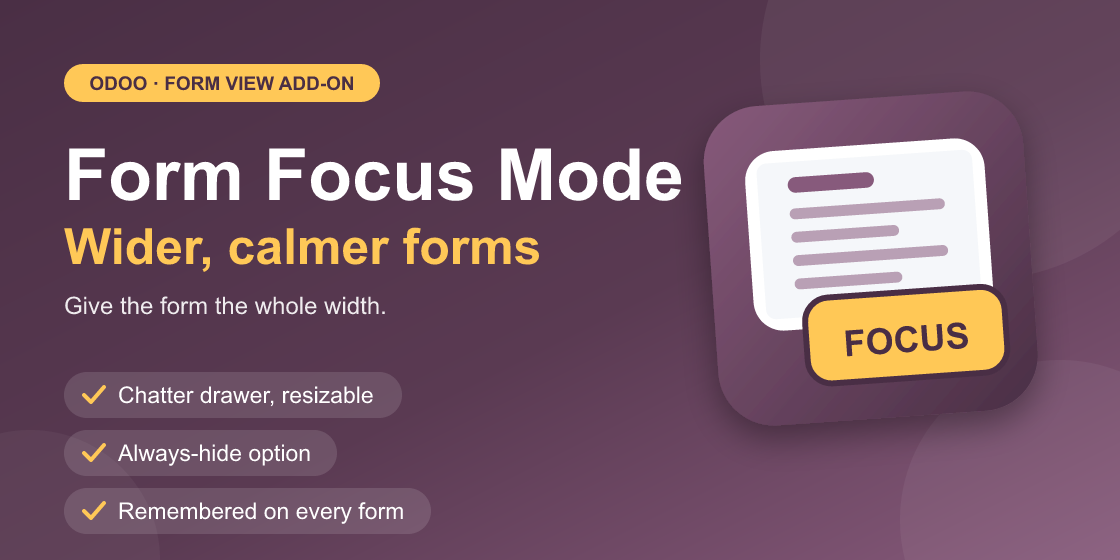 ODOO · FORM VIEW ADD-ON
Form Focus Mode
Wider, calmer forms
Give the form the whole width.
Chatter drawer, resizable
Always-hide option
Remembered on every form
FOCUS